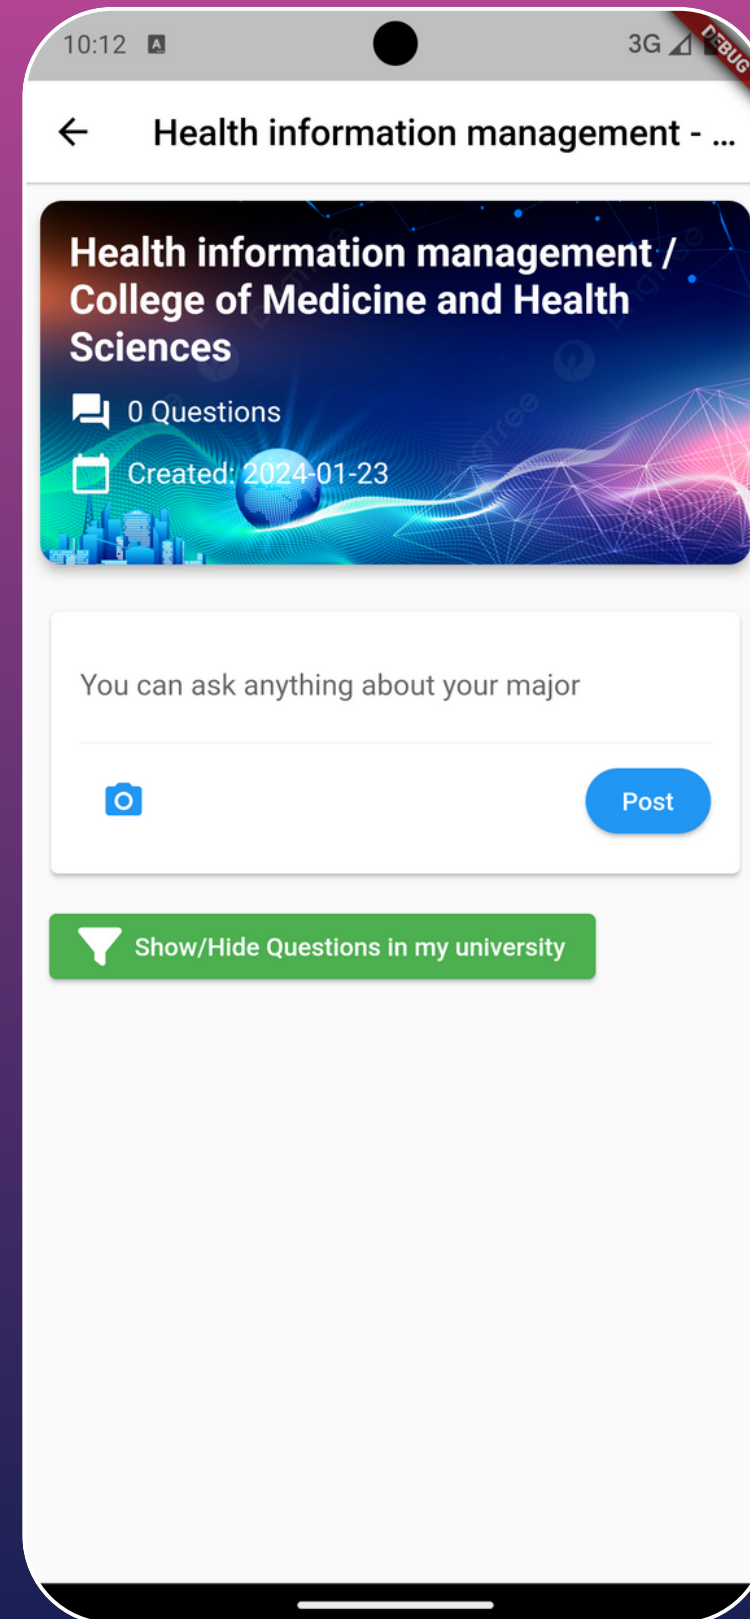 10:12 A 3G
DEBUG
Health information management - ...
Health information management /
College of Medicine and Health
Sciences
0 Questions
Created: 2024-01-23
pngtree
You can ask anything about your major
Post
Show/Hide Questions in my university